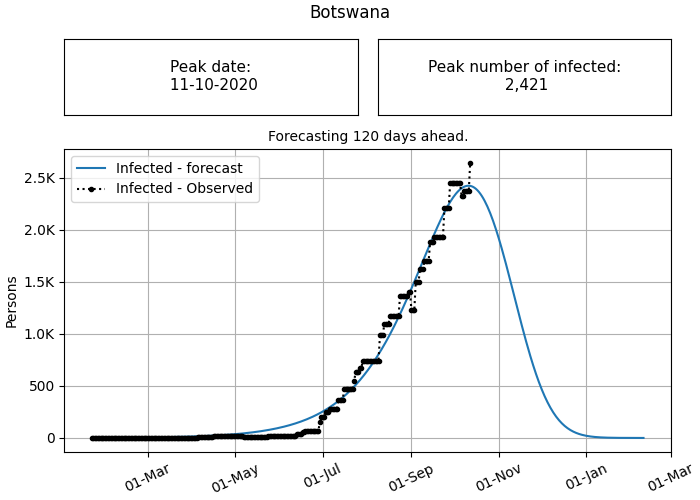 Botswana
Peak date:
11-10-2020
Peak number of infected:
2,421
Forecasting 120 days ahead.
Infected - forecast
Infected - Observed
Persons
2.5K
2.0K
1.5K
1.0K
500
0
01-Mar
01-May
01-Jul
01-Sep
01-Nov
01-Jan
01-Mar